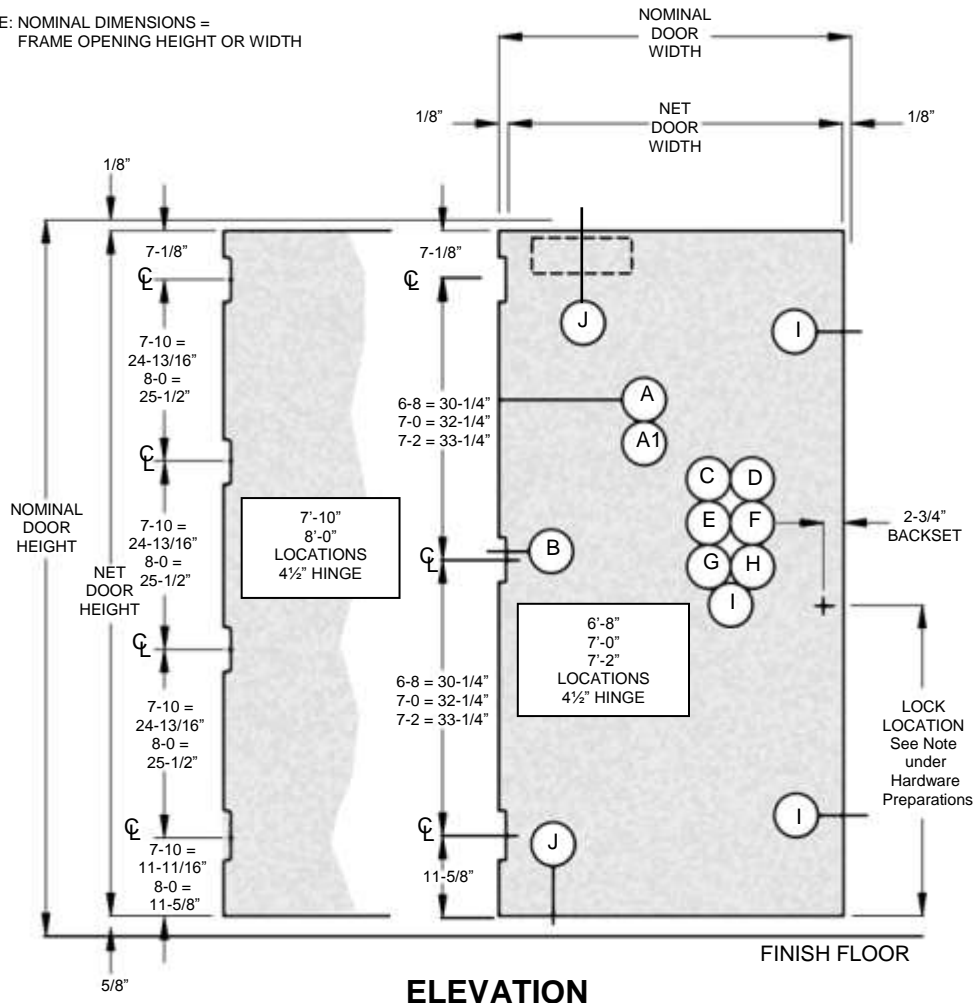 E: NOMINAL DIMENSIONS =
FRAME OPENING HEIGHT OR WIDTH
NOMINAL
DOOR
WIDTH
1/8”
NET
DOOR
WIDTH
1/8”
1/8”
7-1/8”
7-1/8”
℄
℄
J
I
7-10 =
24-13/16”
8-0 =
25-1/2”
6-8 = 30-1/4”
7-0 = 32-1/4”
7-2 = 33-1/4”
A
A1
℄
C
D
E
F
G
H
I
2-3/4”
BACKSET
NOMINAL
DOOR
HEIGHT
NET
DOOR
HEIGHT
7-10 =
24-13/16”
8-0 =
25-1/2”
7’-10”
8’-0”
LOCATIONS
4½” HINGE
℄
B
℄
6’-8”
7’-0”
7’-2”
LOCATIONS
4½” HINGE
7-10 =
24-13/16”
8-0 =
25-1/2”
6-8 = 30-1/4”
7-0 = 32-1/4”
7-2 = 33-1/4”
LOCK
LOCATION
See Note
under
Hardware
Preparations
℄
℄
J
I
7-10 =
11-11/16”
8-0 =
11-5/8”
11-5/8”
FINISH FLOOR
5/8”
ELEVATION